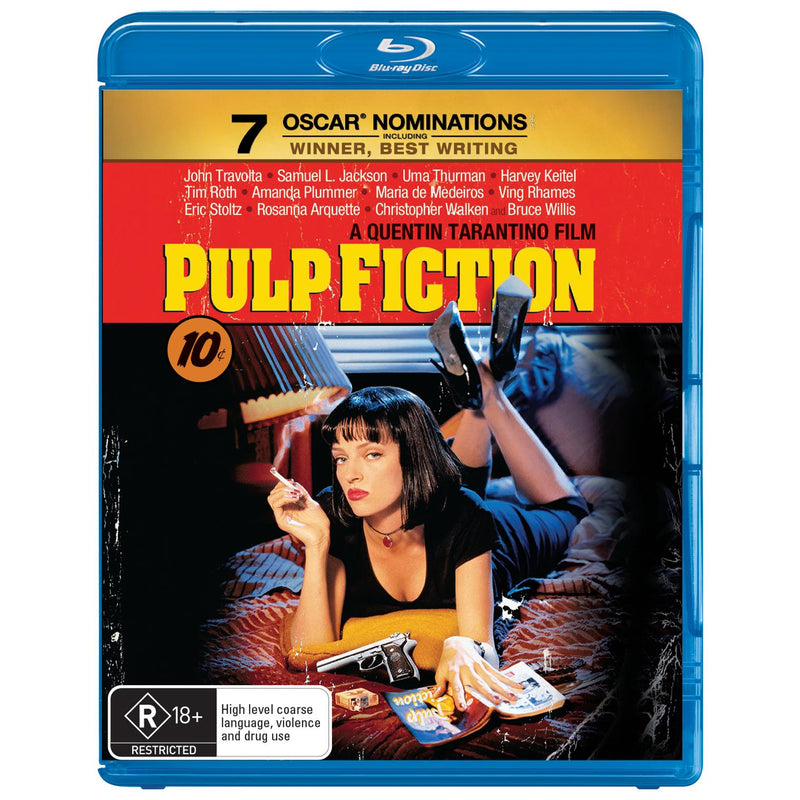 Blu-ray Disc
7 OSCAR® NOMINATIONS
INCLUDING
WINNER, BEST WRITING
John Travolta • Samuel L. Jackson • Uma Thurman • Harvey Keitel
Tim Roth • Amanda Plummer • Maria de Medeiros • Ving Rhames
Eric Stoltz • Rosanna Arquette • Christopher Walken and Bruce Willis
A QUENTIN TARANTINO FILM
PULP FICTION
10¢
Pulp
Fiction
R 18+
RESTRICTED
High level coarse
language, violence
and drug use